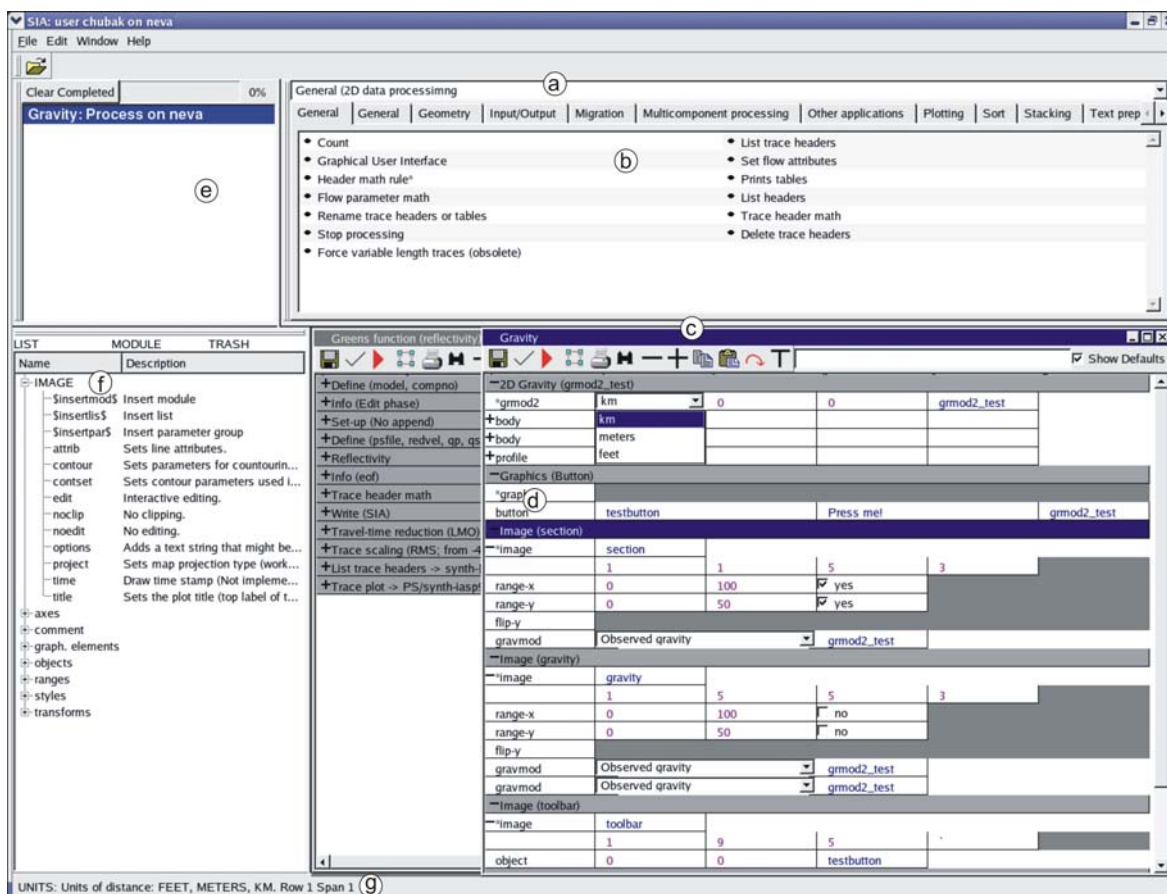 SIA: user chubak on neva
File Edit Window Help
Clear Completed 0%
Gravity: Process on neva
e
a
General (2D data processimng
General General Geometry Input/Output Migration Multicomponent processing Other applications Plotting Sort Stacking Text prep
b
Count
Graphical User Interface
Header math rule*
Flow parameter math
Rename trace headers or tables
Stop processing
Force variable length traces (obsolete)
List trace headers
Set flow attributes
Prints tables
List headers
Trace header math
Delete trace headers
LIST MODULE TRASH
Name Description
IMAGE f
$insertmod$ Insert module
$insertlis$ Insert list
$insertpar$ Insert parameter group
attrib Sets line attributes.
contour Sets parameters for countourin...
contset Sets contour parameters used i...
edit Interactive editing.
noclip No clipping.
noedit No editing.
options Adds a text string that might be...
project Sets map projection type (work...
time Draw time stamp (Not impleme...
title Sets the plot title (top label of t...
axes
comment
graph. elements
objects
ranges
styles
transforms
Greens function (reflectivity)
+Define (model, compno)
+Info (Edit phase)
+Set-up (No append)
+Define (psfile, redvel, qp, qs
+Reflectivity
+Info (eof)
+Trace header math
+Write (SIA)
+Travel-time reduction (LMO)
+Trace scaling (RMS; from -4
+List trace headers -> synth-
+Trace plot -> PS/synth-iasp
c
Gravity
T Show Defaults
−2D Gravity (grmod2_test)
*grmod2 km 0 0 grmod2_test
+body km
+body meters
+profile feet
−Graphics (Button)
*graph
d
button testbutton Press me! grmod2_test
−Image (section)
−*image section
1 1 5 3
range-x 0 100 yes
range-y 0 50 yes
flip-y
gravmod Observed gravity grmod2_test
−Image (gravity)
−*image gravity
1 5 5 3
range-x 0 100 no
range-y 0 50 no
flip-y
gravmod Observed gravity grmod2_test
gravmod Observed gravity grmod2_test
−Image (toolbar)
−*image toolbar
1 9 5
object 0 0 testbutton
UNITS: Units of distance: FEET, METERS, KM. Row 1 Span 1 g